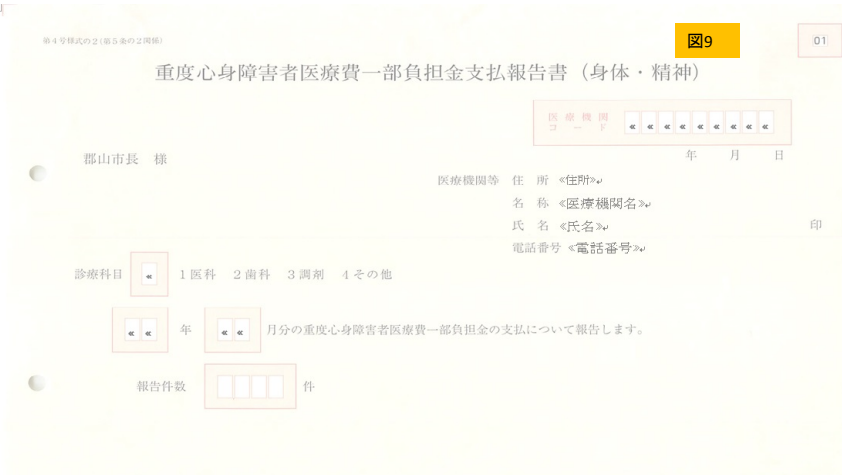 第4号様式の2(第5条の2関係)
図9
01
重度心身障害者医療費一部負担金支払報告書（身体・精神）
医療機関
コード
« « « « « « « « «
年 月 日
郡山市長 様
医療機関等 住 所 «住所»
名 称 «医療機関名»
氏 名 «氏名» 印
電話番号 «電話番号»
診療科目 « 1医科 2歯科 3調剤 4その他
« « 年 « « 月分の重度心身障害者医療費一部負担金の支払について報告します。
報告件数 件